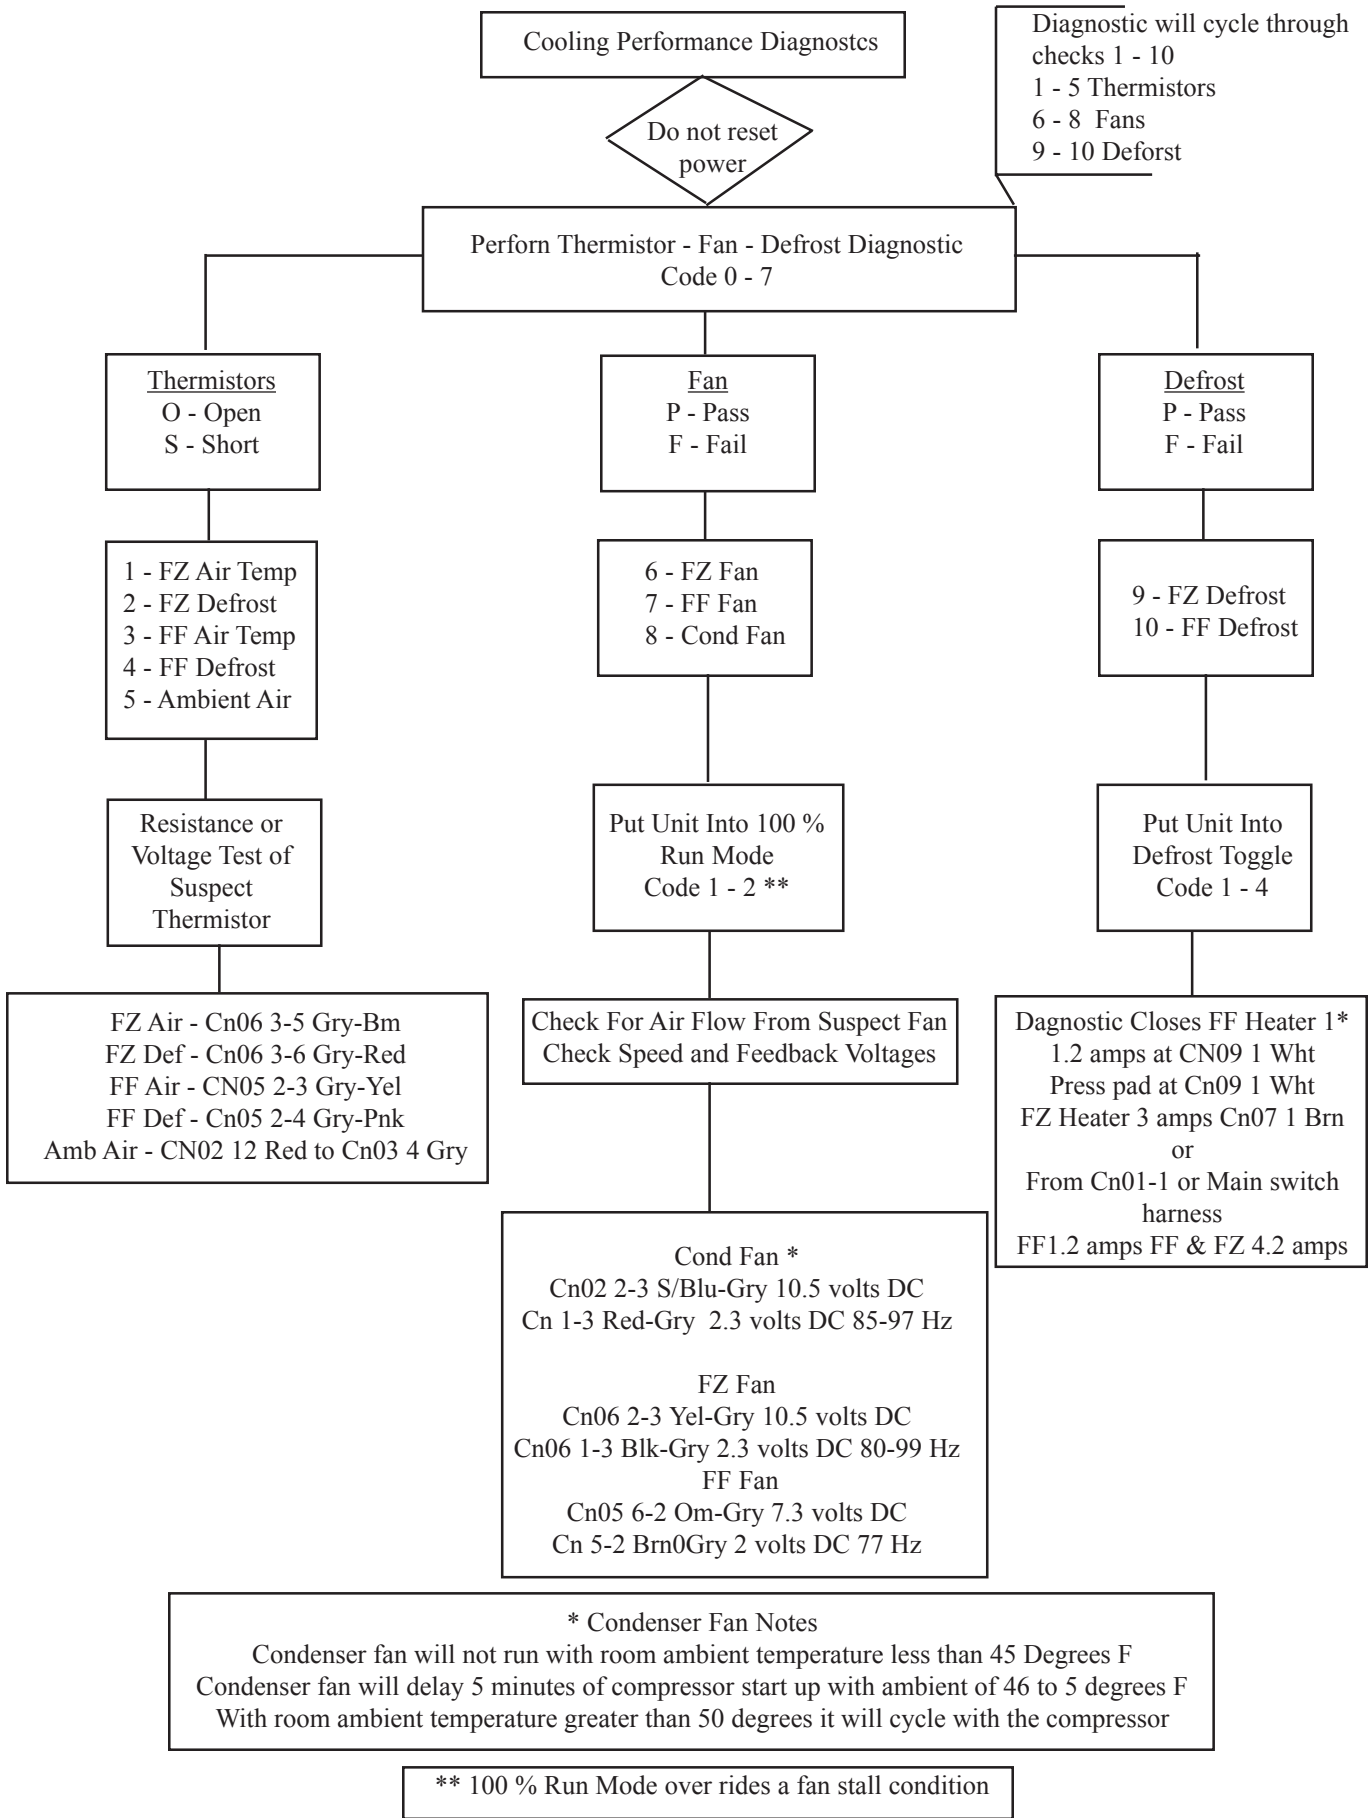 Cooling Performance Diagnostcs
Do not reset
power
Diagnostic will cycle through
checks 1 - 10
1 - 5 Thermistors
6 - 8  Fans
9 - 10 Deforst
Perforn Thermistor - Fan - Defrost Diagnostic
Code 0 - 7
Thermistors
O - Open
S - Short
1 - FZ Air Temp
2 - FZ Defrost
3 - FF Air Temp
4 - FF Defrost
5 - Ambient Air
Resistance or
Voltage Test of
Suspect
Thermistor
FZ Air - Cn06 3-5 Gry-Bm
FZ Def - Cn06 3-6 Gry-Red
FF Air - CN05 2-3 Gry-Yel
FF Def - Cn05 2-4 Gry-Pnk
Amb Air - CN02 12 Red to Cn03 4 Gry
Fan
P - Pass
F - Fail
6 - FZ Fan
7 - FF Fan
8 - Cond Fan
Put Unit Into 100 %
Run Mode
Code 1 - 2 **
Check For Air Flow From Suspect Fan
Check Speed and Feedback Voltages
Cond Fan *
Cn02 2-3 S/Blu-Gry 10.5 volts DC
Cn 1-3 Red-Gry  2.3 volts DC 85-97 Hz
FZ Fan
Cn06 2-3 Yel-Gry 10.5 volts DC
Cn06 1-3 Blk-Gry 2.3 volts DC 80-99 Hz
FF Fan
Cn05 6-2 Om-Gry 7.3 volts DC
Cn 5-2 Brn0Gry 2 volts DC 77 Hz
Defrost
P - Pass
F - Fail
9 - FZ Defrost
10 - FF Defrost
Put Unit Into
Defrost Toggle
Code 1 - 4
Dagnostic Closes FF Heater 1*
1.2 amps at CN09 1 Wht
Press pad at Cn09 1 Wht
FZ Heater 3 amps Cn07 1 Brn
or
From Cn01-1 or Main switch
harness
FF1.2 amps FF & FZ 4.2 amps
* Condenser Fan Notes
Condenser fan will not run with room ambient temperature less than 45 Degrees F
Condenser fan will delay 5 minutes of compressor start up with ambient of 46 to 5 degrees F
With room ambient temperature greater than 50 degrees it will cycle with the compressor
** 100 % Run Mode over rides a fan stall condition